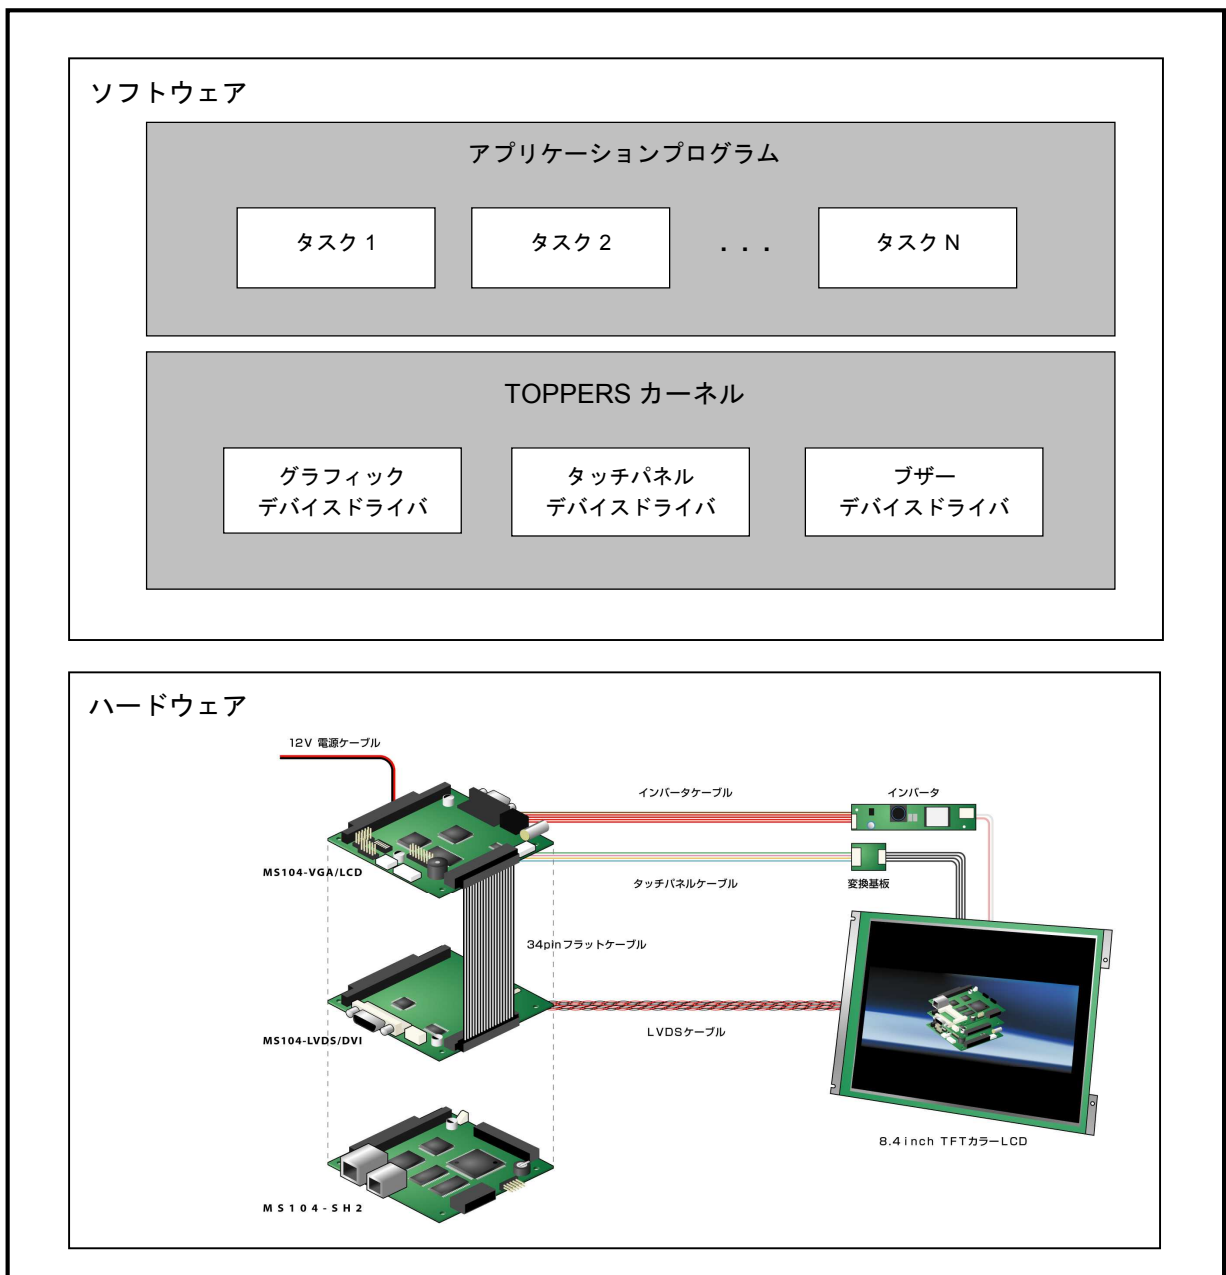 ソフトウェア
アプリケーションプログラム
タスク 1
タスク 2
. . .
タスク N
TOPPERS カーネル
グラフィック
デバイスドライバ
タッチパネル
デバイスドライバ
ブザー
デバイスドライバ
ハードウェア
12V 電源ケーブル
インバータケーブル
インバータ
MS104-VGA/LCD
タッチパネルケーブル
変換基板
34pinフラットケーブル
MS104-LVDS/DVI
LVDSケーブル
8.4inch TFTカラーLCD
MS104-SH2